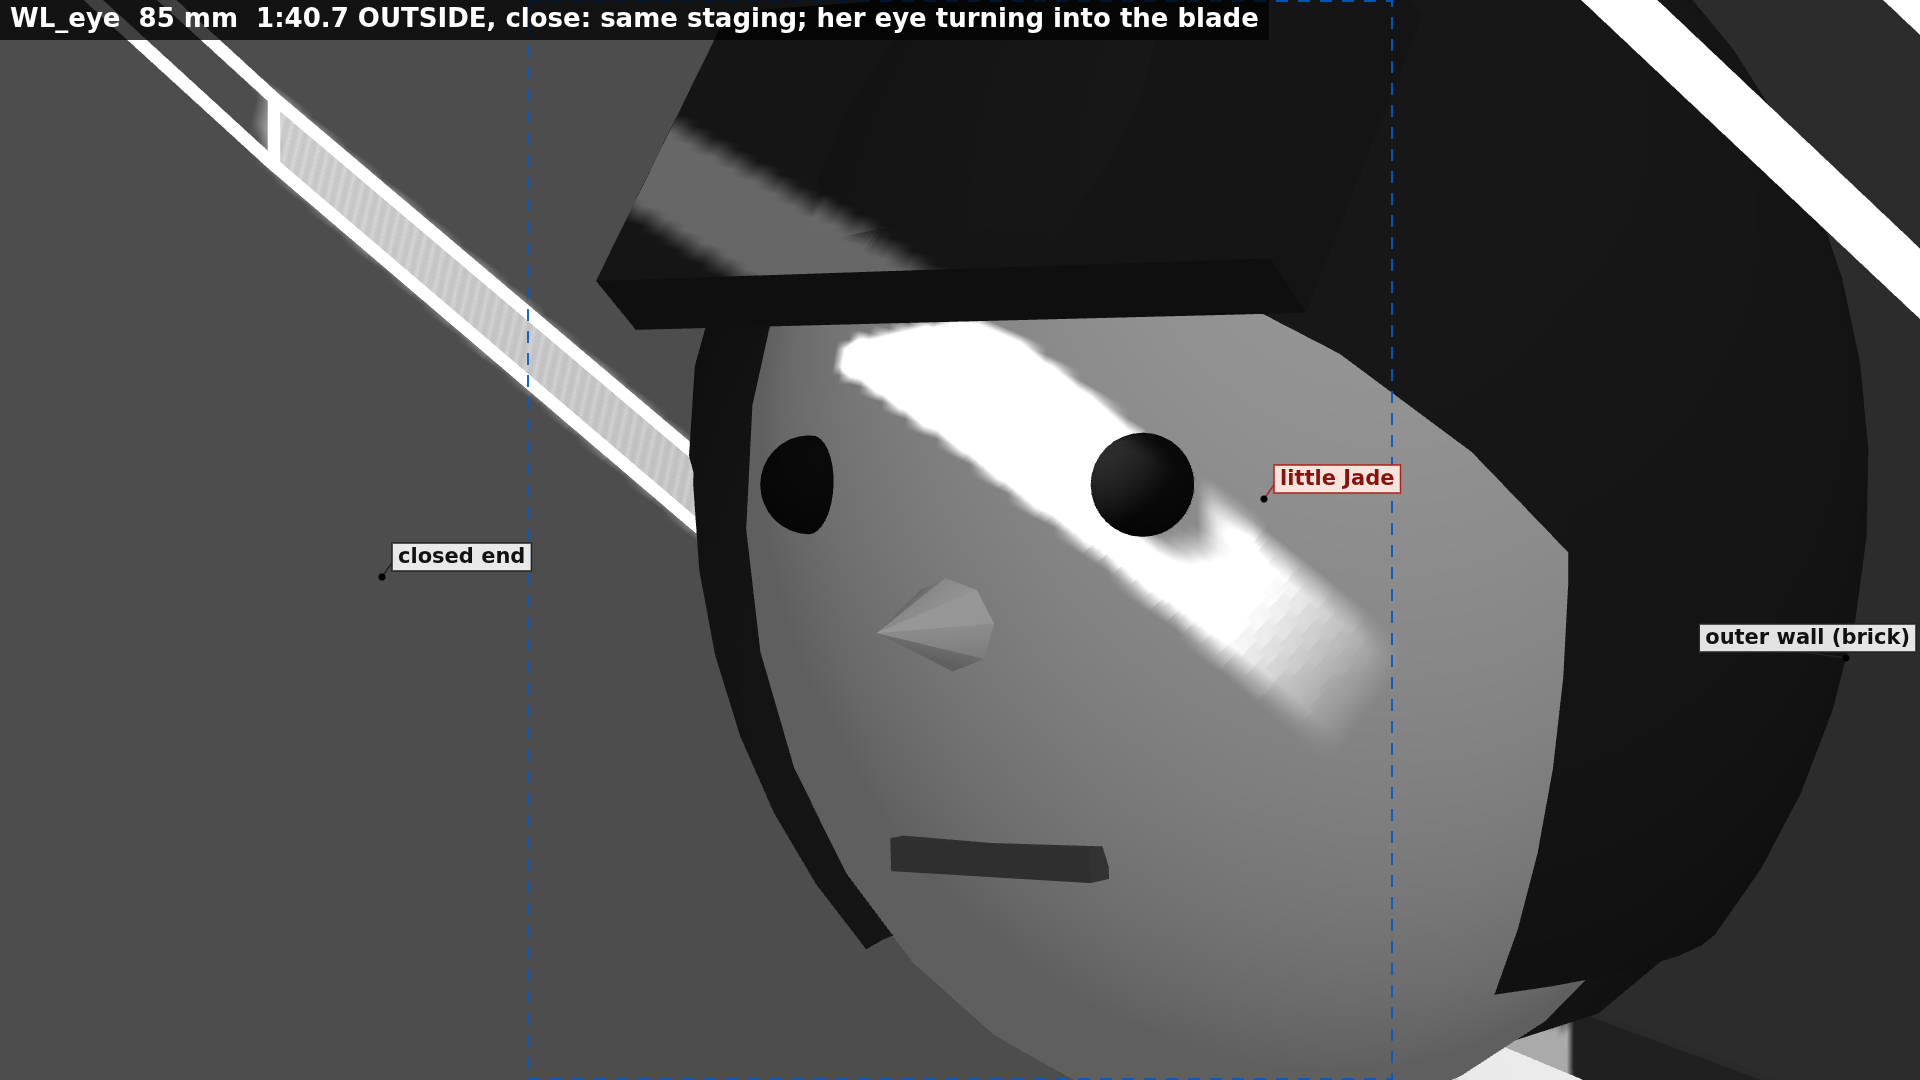 WL_eye 85 mm 1:40.7 OUTSIDE, close: same staging; her eye turning into the blade
little Jade
closed end
outer wall (brick)